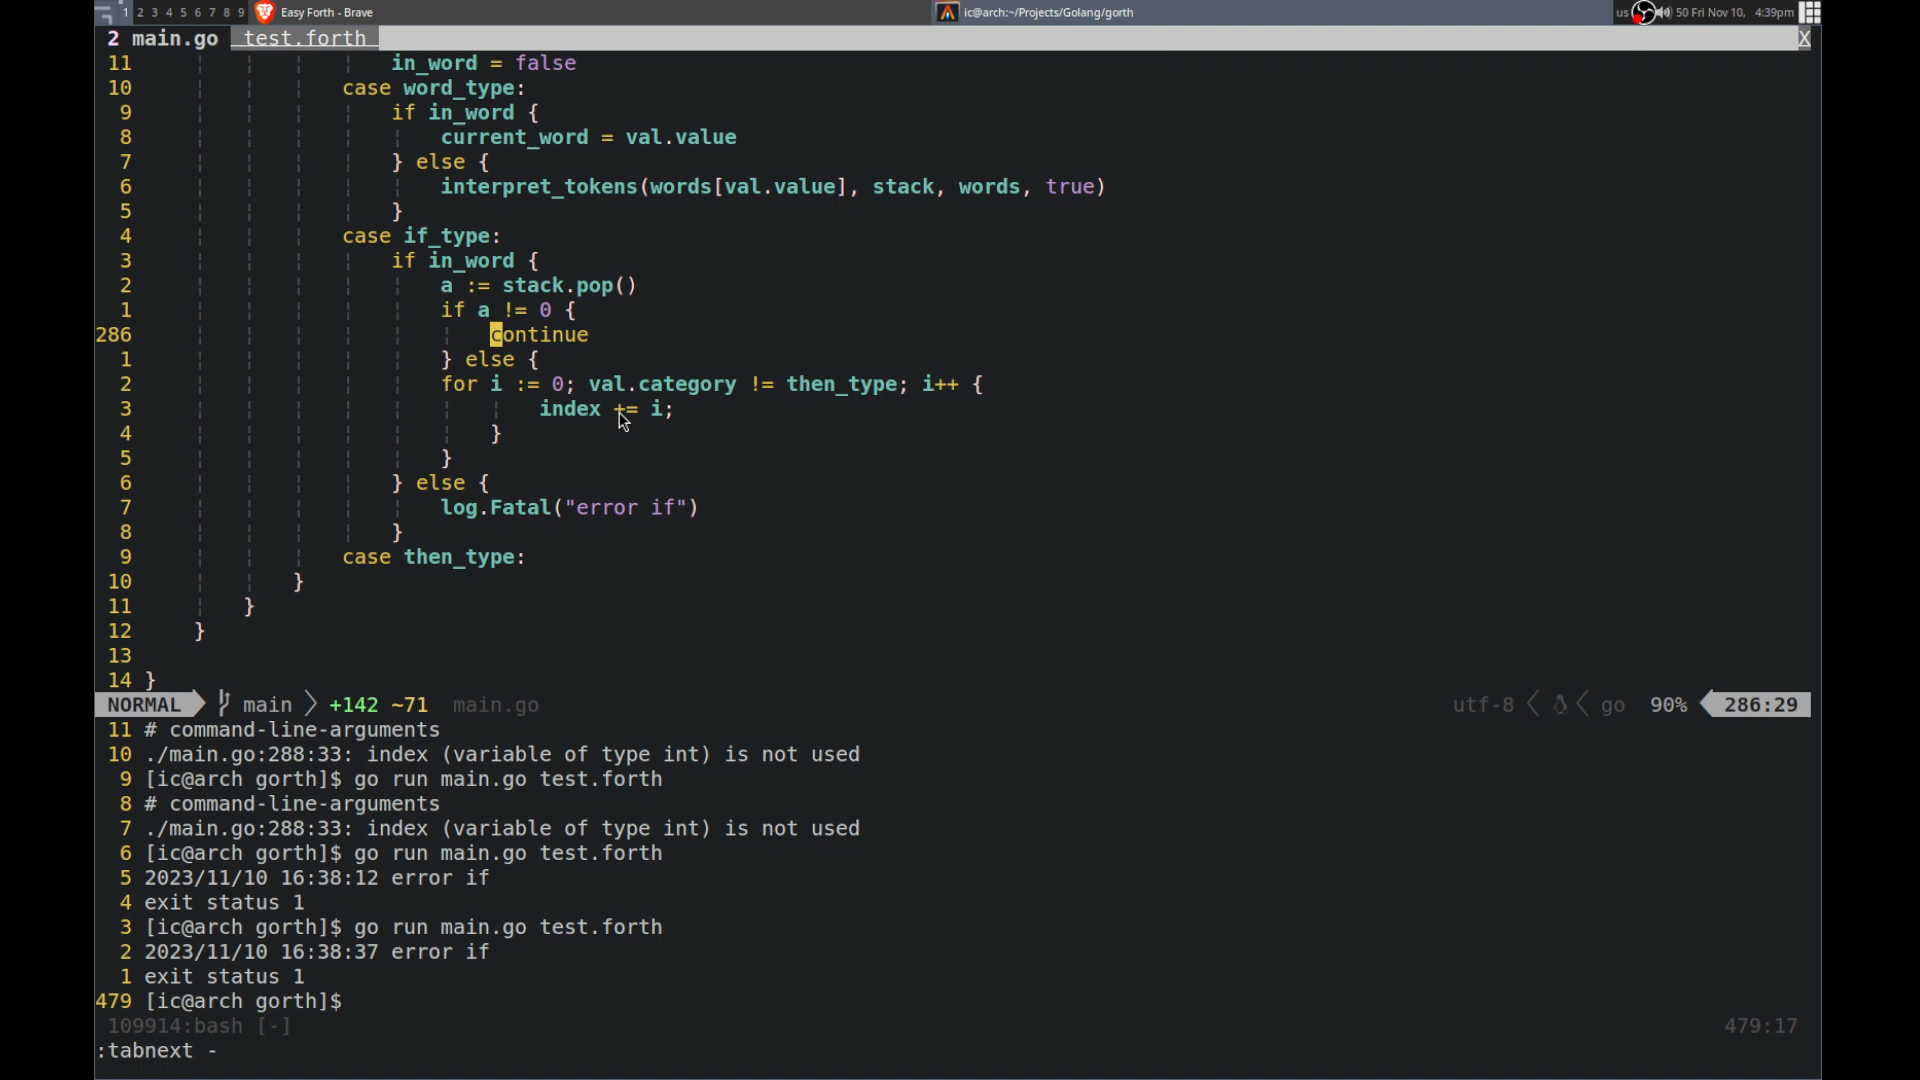 1 2 3 4 5 6 7 8 9 Easy Forth - Brave ic@arch:~/Projects/Golang/gorth us 50 Fri Nov 10, 4:39pm
2 main.go test.forth X
11 in_word = false
10 case word_type:
9 if in_word {
8 current_word = val.value
7 } else {
6 interpret_tokens(words[val.value], stack, words, true)
5 }
4 case if_type:
3 if in_word {
2 a := stack.pop()
1 if a != 0 {
286 continue
1 } else {
2 for i := 0; val.category != then_type; i++ {
3 index += i;
4 }
5 }
6 } else {
7 log.Fatal("error if")
8 }
9 case then_type:
10 }
11 }
12 }
13
14 }
NORMAL main +142 ~71 main.go utf-8 go 90% 286:29
11 # command-line-arguments
10 ./main.go:288:33: index (variable of type int) is not used
9 [ic@arch gorth]$ go run main.go test.forth
8 # command-line-arguments
7 ./main.go:288:33: index (variable of type int) is not used
6 [ic@arch gorth]$ go run main.go test.forth
5 2023/11/10 16:38:12 error if
4 exit status 1
3 [ic@arch gorth]$ go run main.go test.forth
2 2023/11/10 16:38:37 error if
1 exit status 1
479 [ic@arch gorth]$
109914:bash [-] 479:17
:tabnext -